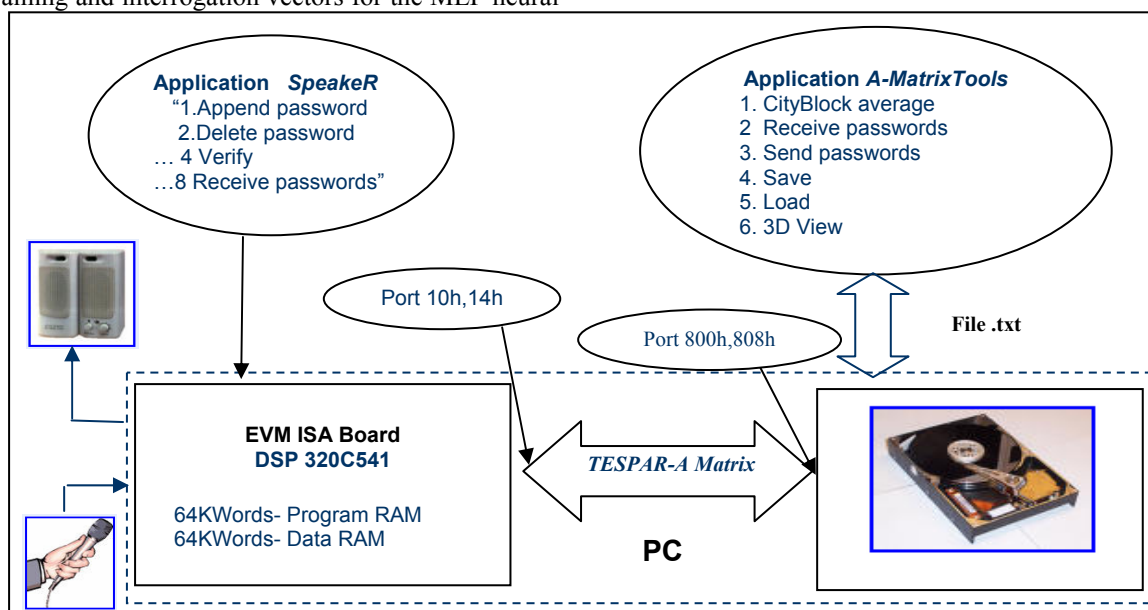 aining and interrogation vectors for the MLP neural
Application SpeakeR
"1.Append password
2.Delete password
... 4 Verify
...8 Receive passwords"
Application A-MatrixTools
1. CityBlock average
2 Receive passwords
3. Send passwords
4. Save
5. Load
6. 3D View
Port 10h,14h
Port 800h,808h
File .txt
EVM ISA Board
DSP 320C541
64KWords- Program RAM
64KWords- Data RAM
TESPAR-A Matrix
PC